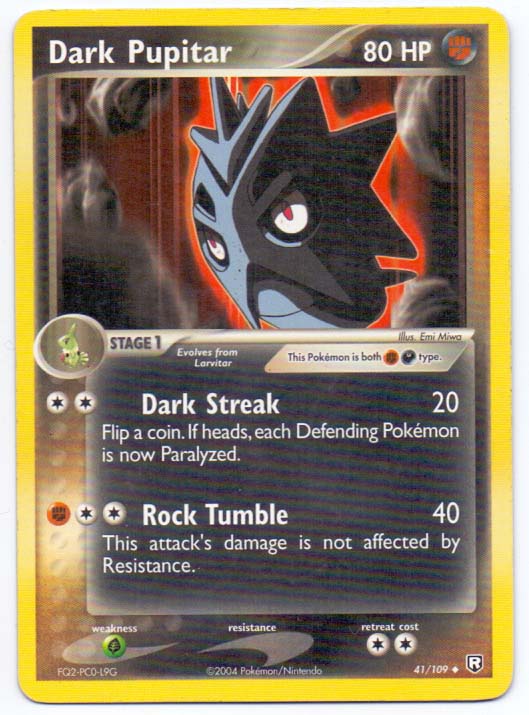 Dark Pupitar 80 HP
Illus. Emi Miwa
STAGE 1
Evolves from
Larvitar
This Pokémon is both type.
Dark Streak 20
Flip a coin. If heads, each Defending Pokémon
is now Paralyzed.
Rock Tumble 40
This attack's damage is not affected by
Resistance.
weakness resistance retreat cost
FQ2-PC0-L9G ©2004 Pokémon/Nintendo 41/109 R